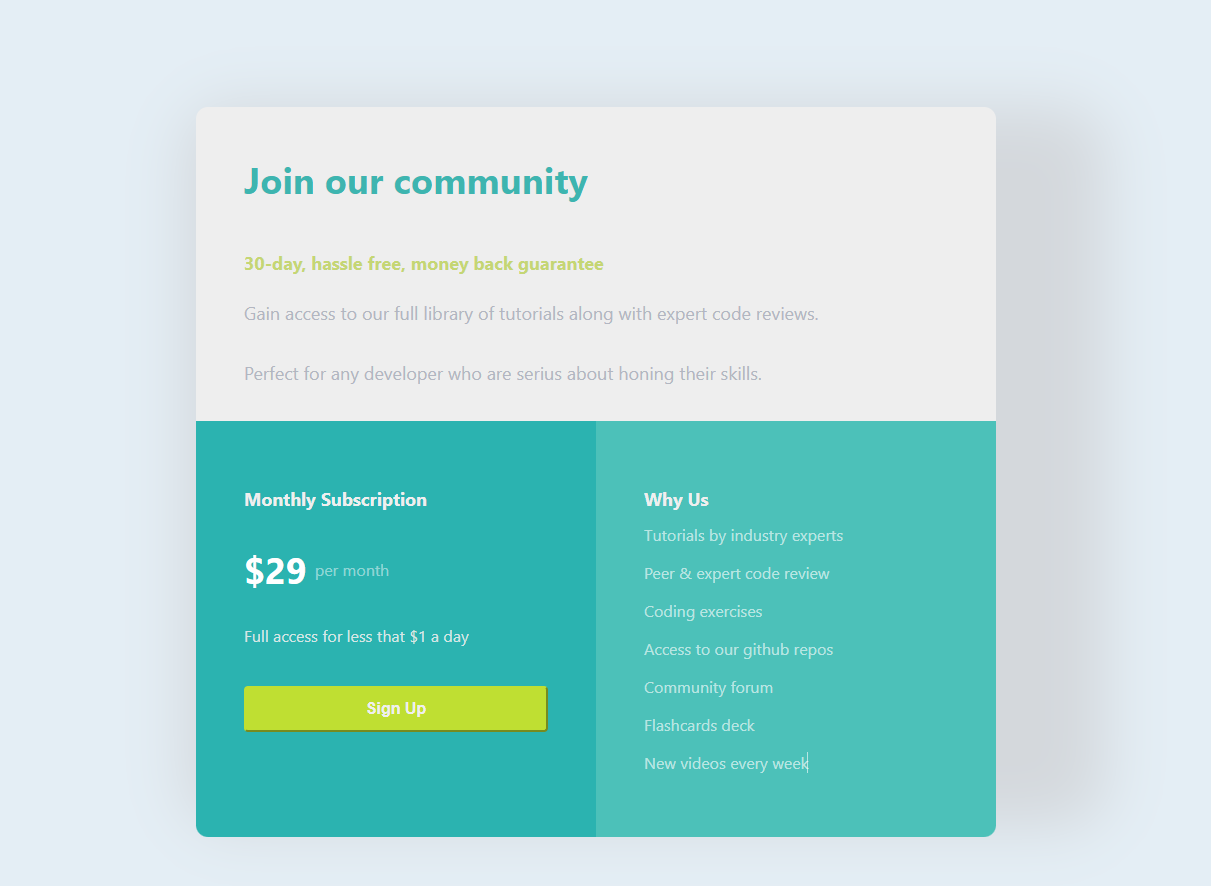 Join our community
30-day, hassle free, money back guarantee
Gain access to our full library of tutorials along with expert code reviews.
Perfect for any developer who are serius about honing their skills.
Monthly Subscription
$29 per month
Full access for less that $1 a day
Sign Up
Why Us
Tutorials by industry experts
Peer & expert code review
Coding exercises
Access to our github repos
Community forum
Flashcards deck
New videos every week